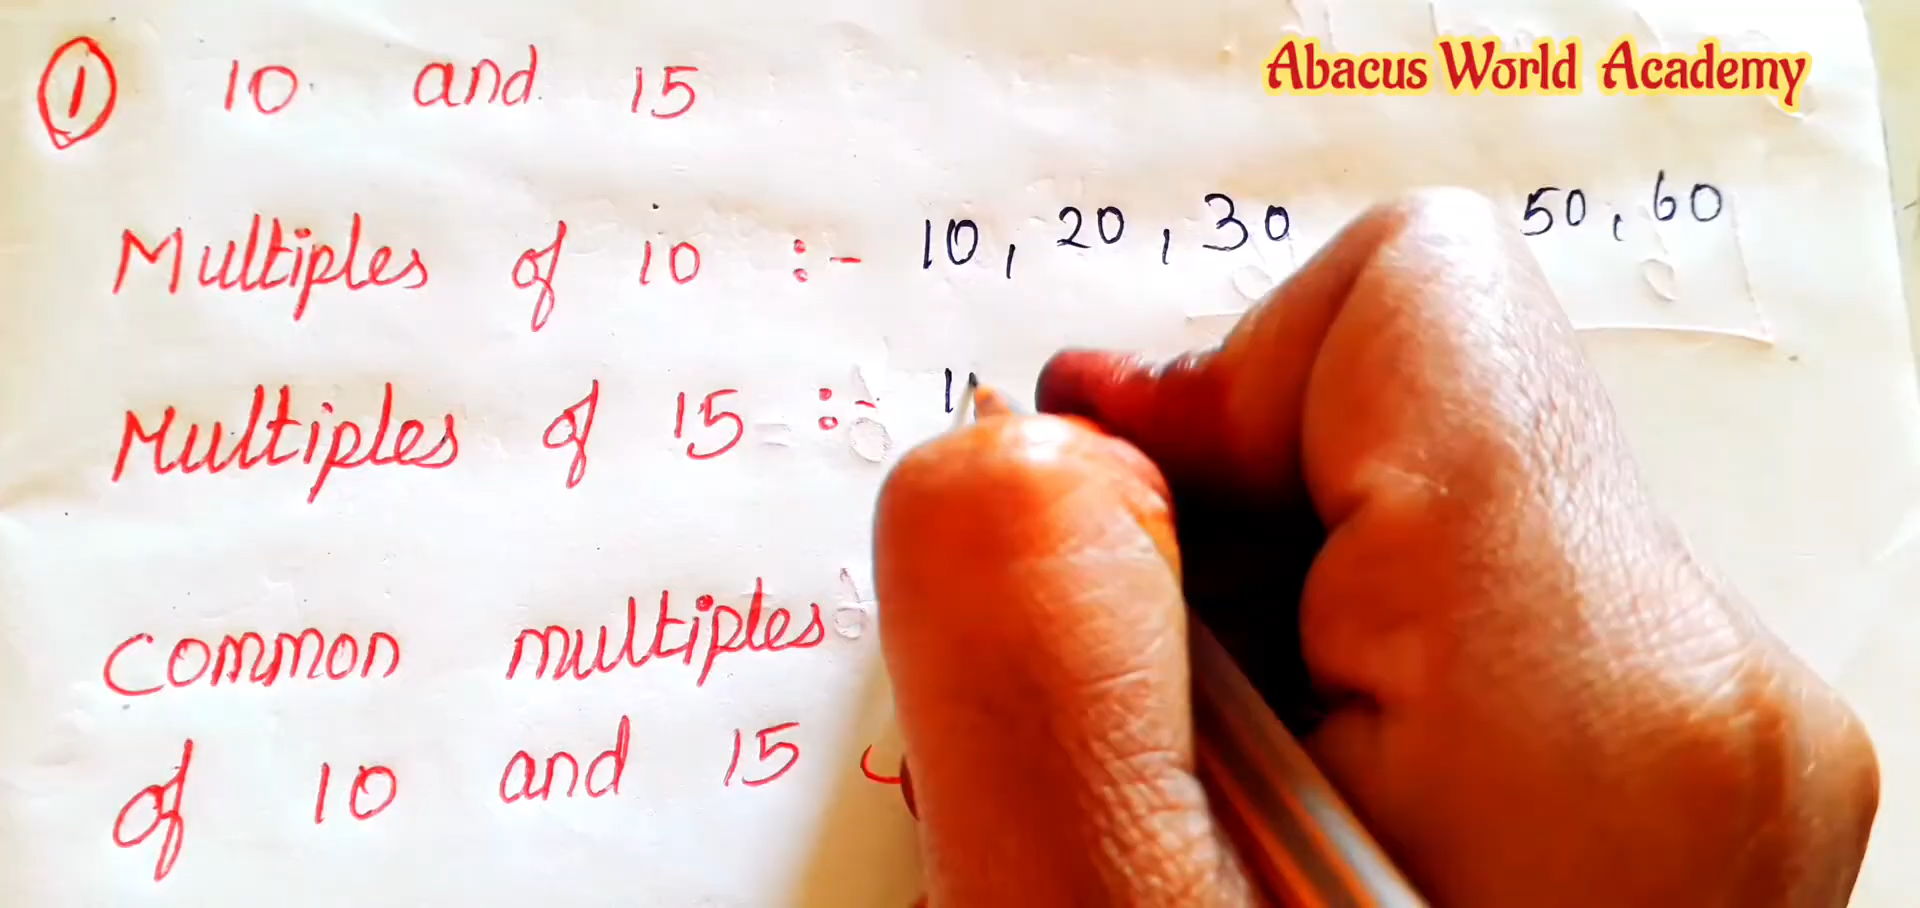 Abacus World Academy
① 10 and 15
Multiples of 10 :- 10, 20, 30 50, 60
Multiples of 15 :- 1
Common multiples
of 10 and 15